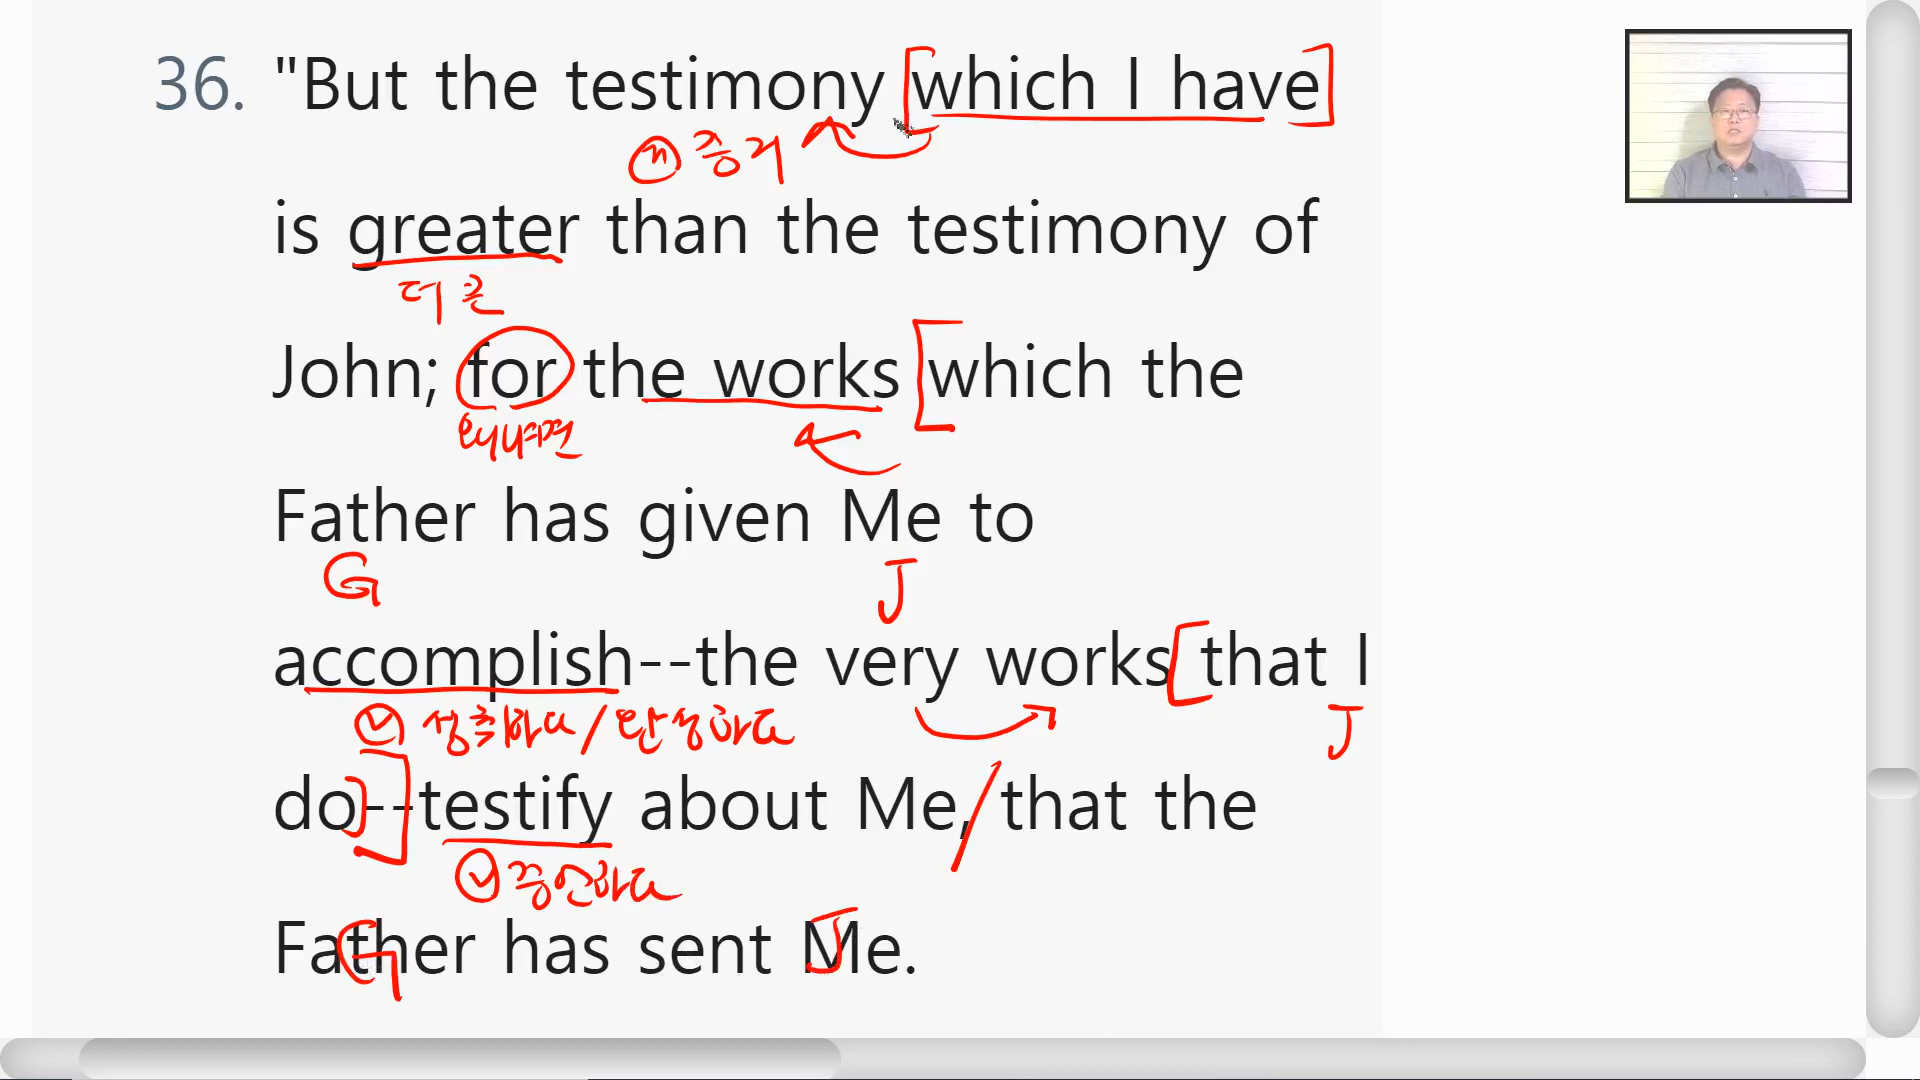 36. "But the testimony [which I have]
ⓝ 증거
is greater than the testimony of
더 큰
John; for the works [which the
왜냐하면
Father has given Me to
G J
accomplish--the very works [that I
ⓥ 성취하다 / 완성하다 J
do]--] testify about Me, / that the
ⓥ 증언하다
Father has sent Me.
G J